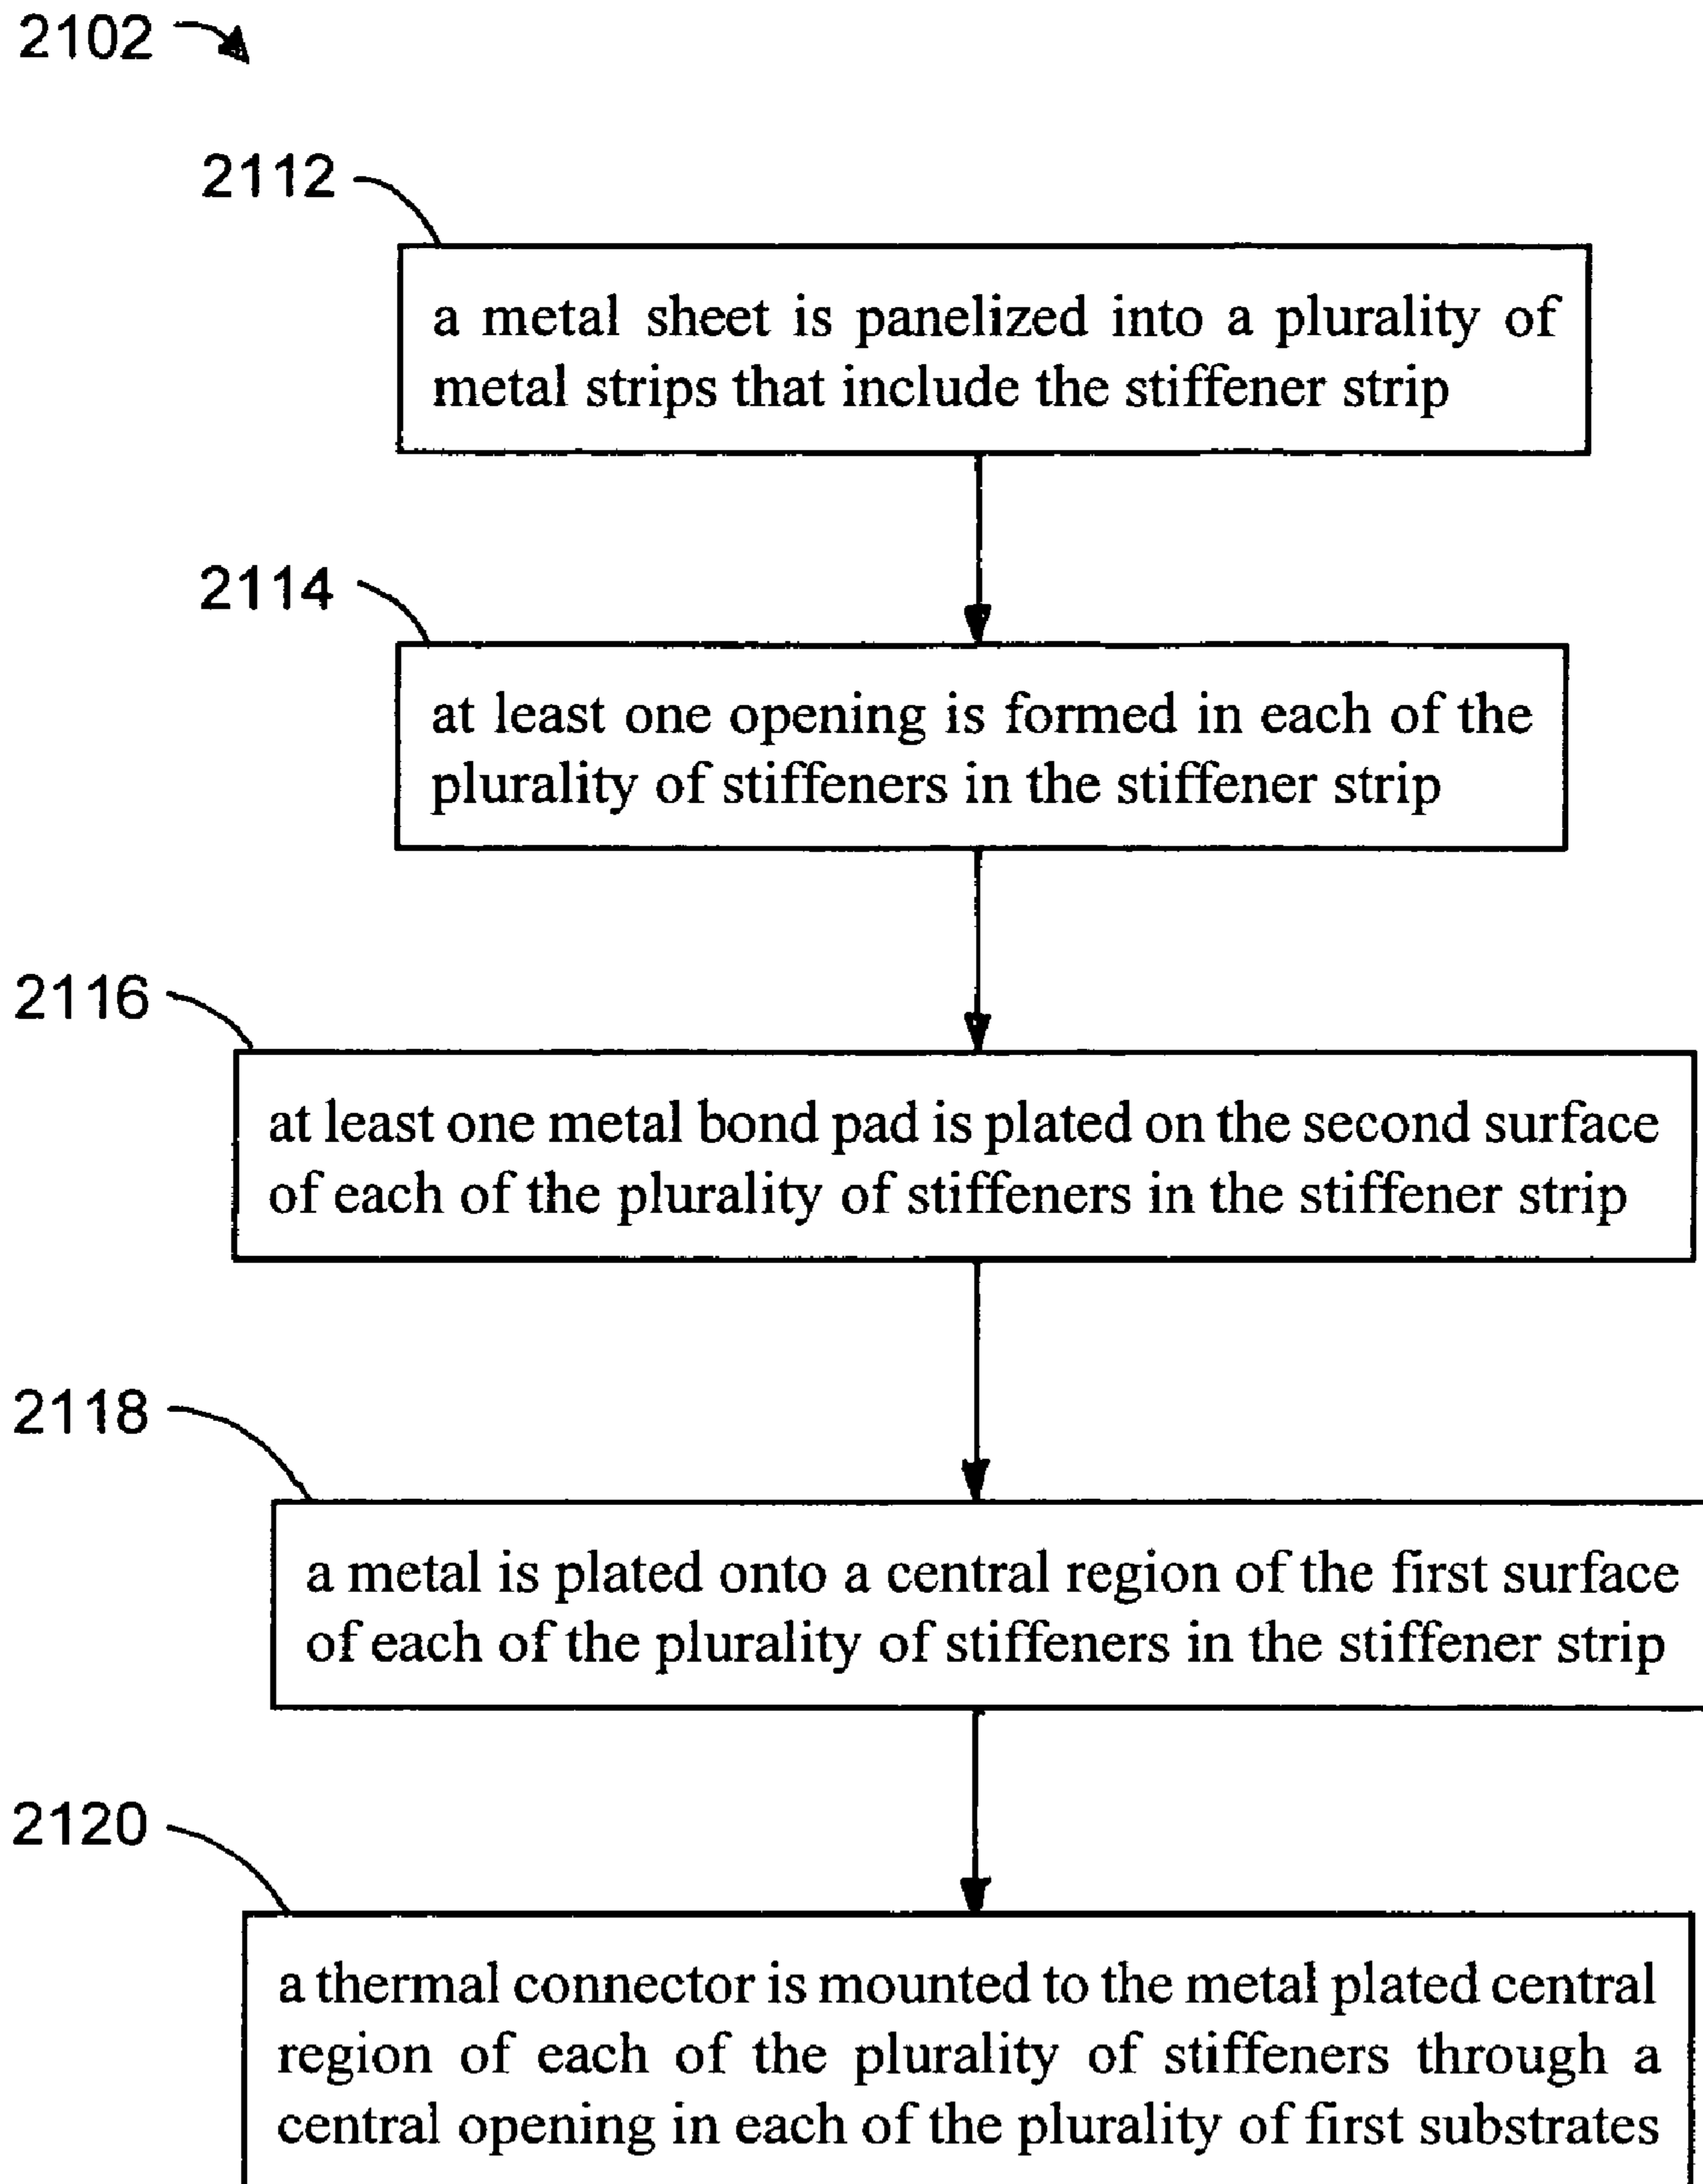 2102
2112
a metal sheet is panelized into a plurality of
metal strips that include the stiffener strip
2114
at least one opening is formed in each of the
plurality of stiffeners in the stiffener strip
2116
at least one metal bond pad is plated on the second surface
of each of the plurality of stiffeners in the stiffener strip
2118
a metal is plated onto a central region of the first surface
of each of the plurality of stiffeners in the stiffener strip
2120
a thermal connector is mounted to the metal plated central
region of each of the plurality of stiffeners through a
central opening in each of the plurality of first substrates